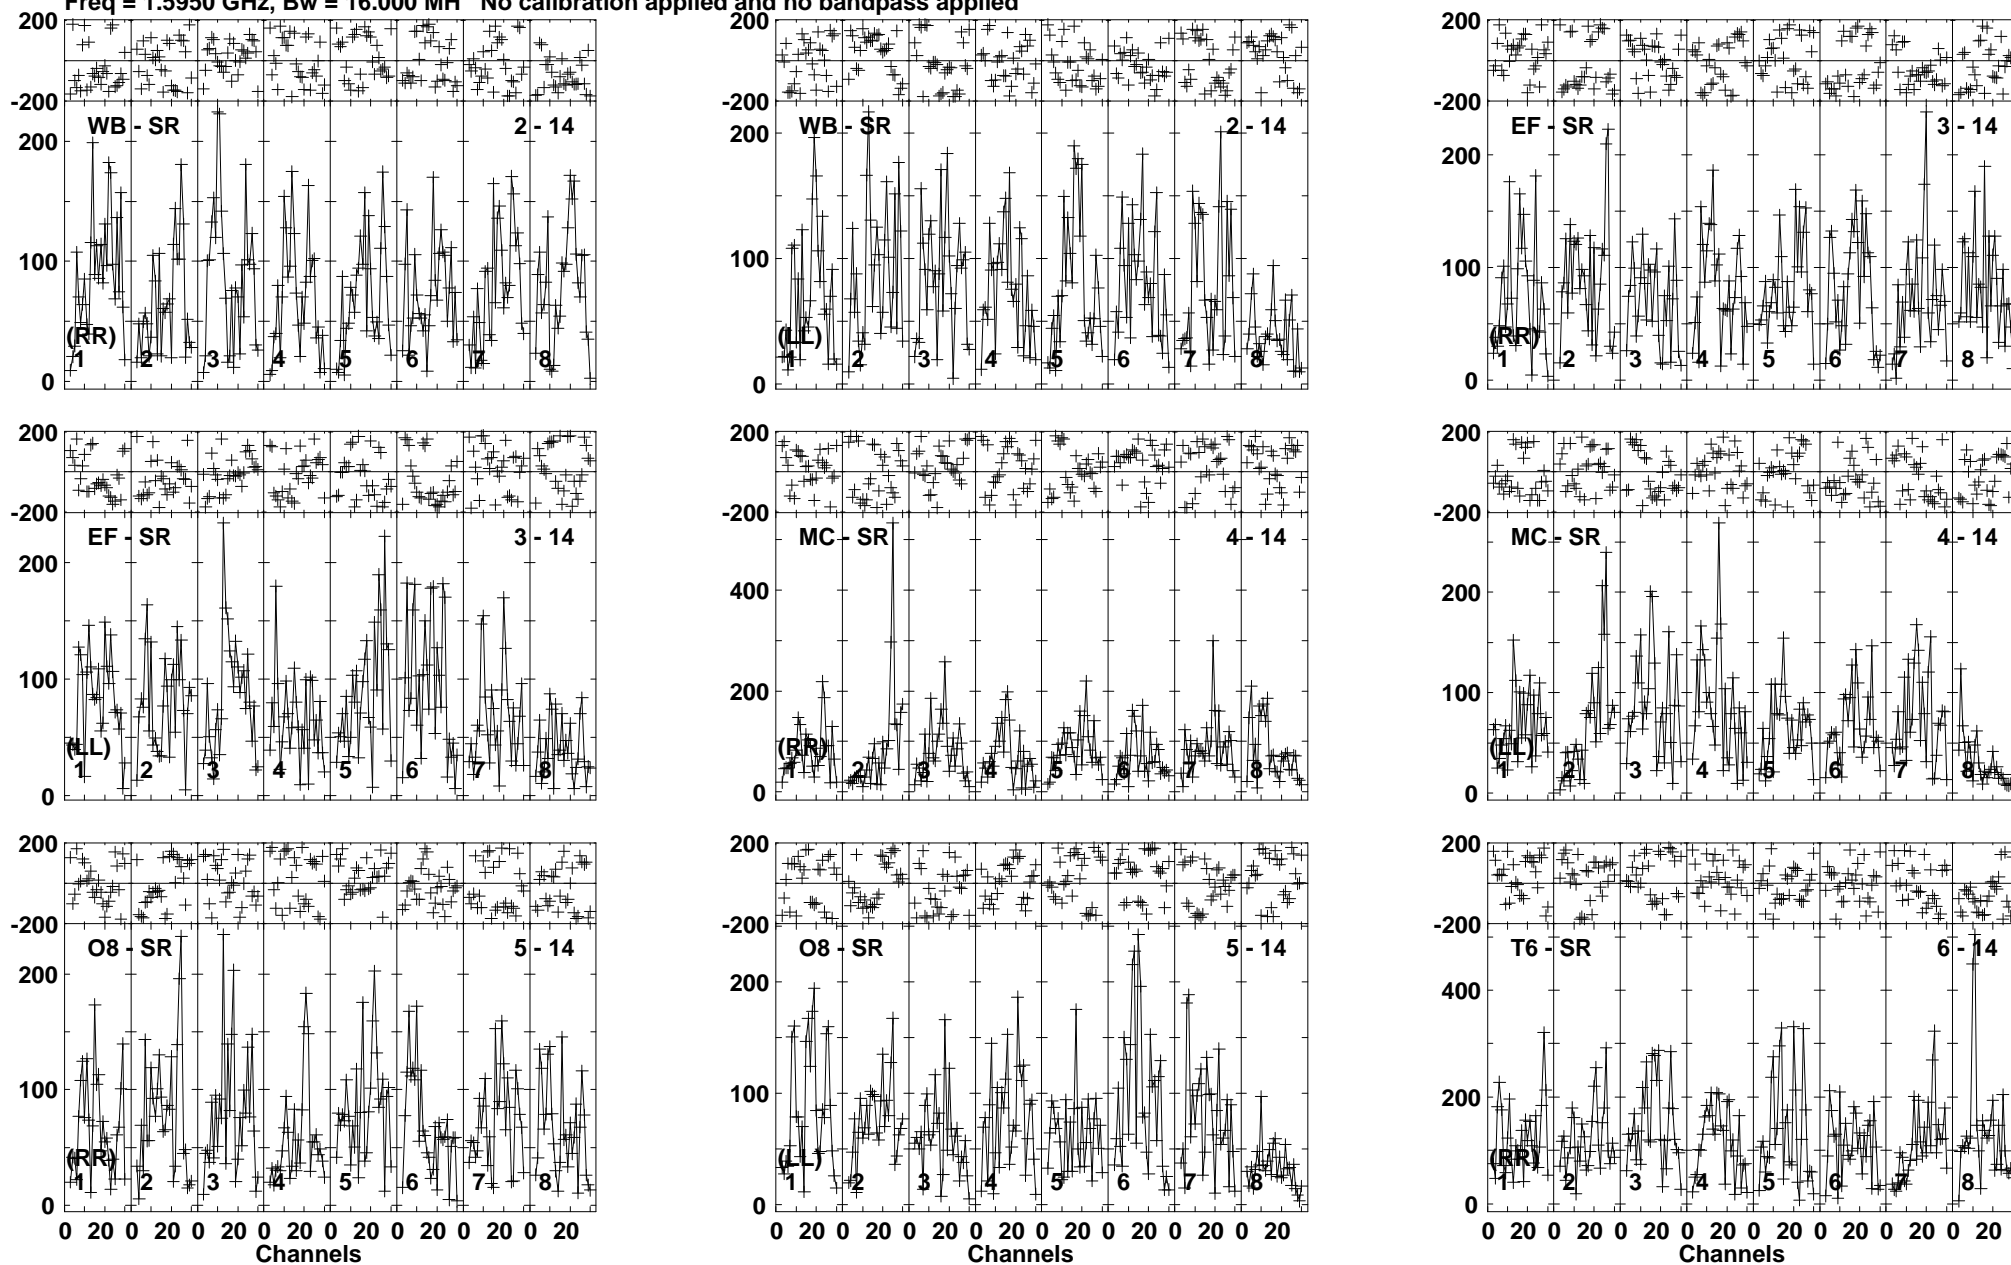 Freq = 1.5950 GHz, Bw = 16.000 MH No calibration applied and no bandpass applied
200 200 200
-200 -200 -200
WB - SR 2 - 14 WB - SR 2 - 14 EF - SR 3 - 14
200 200 200
100 100 100
(RR) (LL) (RR)
1 2 3 4 5 6 7 8 1 2 3 4 5 6 7 8 1 2 3 4 5 6 7 8
0 0 0
200 200 200
-200 -200 -200
EF - SR 3 - 14 MC - SR 4 - 14 MC - SR 4 - 14
200 400 200
100 200 100
(LL) (RR) (LL)
1 2 3 4 5 6 7 8 1 2 3 4 5 6 7 8 1 2 3 4 5 6 7 8
0 0 0
200 200 200
-200 -200 -200
O8 - SR 5 - 14 O8 - SR 5 - 14 T6 - SR 6 - 14
200 200 400
100 100 200
(RR) (LL) (RR)
1 2 3 4 5 6 7 8 1 2 3 4 5 6 7 8 1 2 3 4 5 6 7 8
0 0 0
0 20 0 20 0 20 0 20 0 20 0 20 0 20 0 20 0 20 0 20 0 20 0 20 0 20 0 20 0 20 0 20 0 20 0 20 0 20 0 20 0 20 0 20 0 20 0 20
Channels Channels Channels